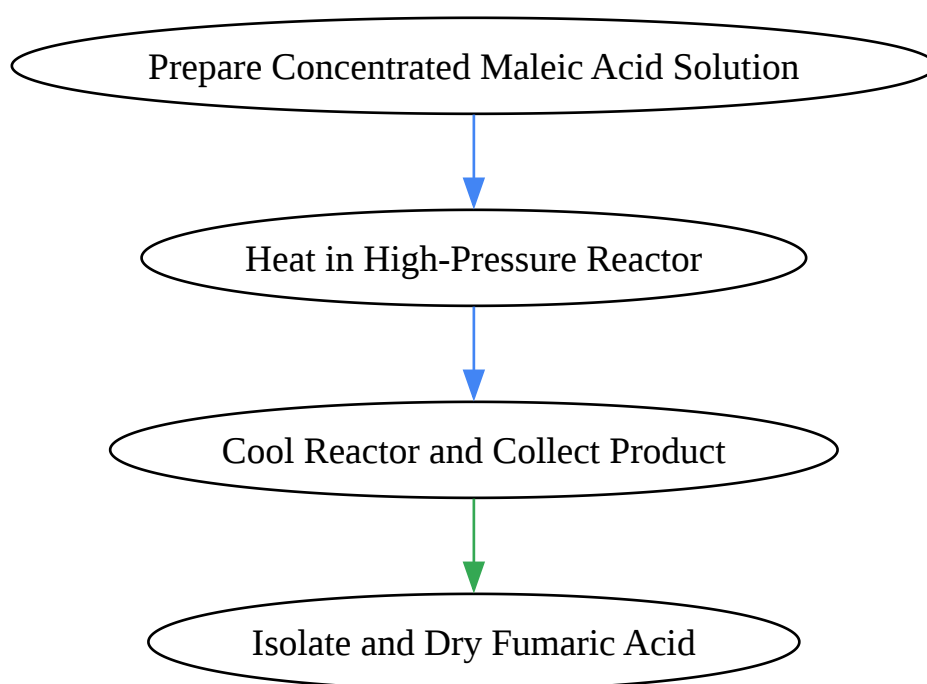 Prepare Concentrated Maleic Acid Solution
Heat in High-Pressure Reactor
Cool Reactor and Collect Product
Isolate and Dry Fumaric Acid